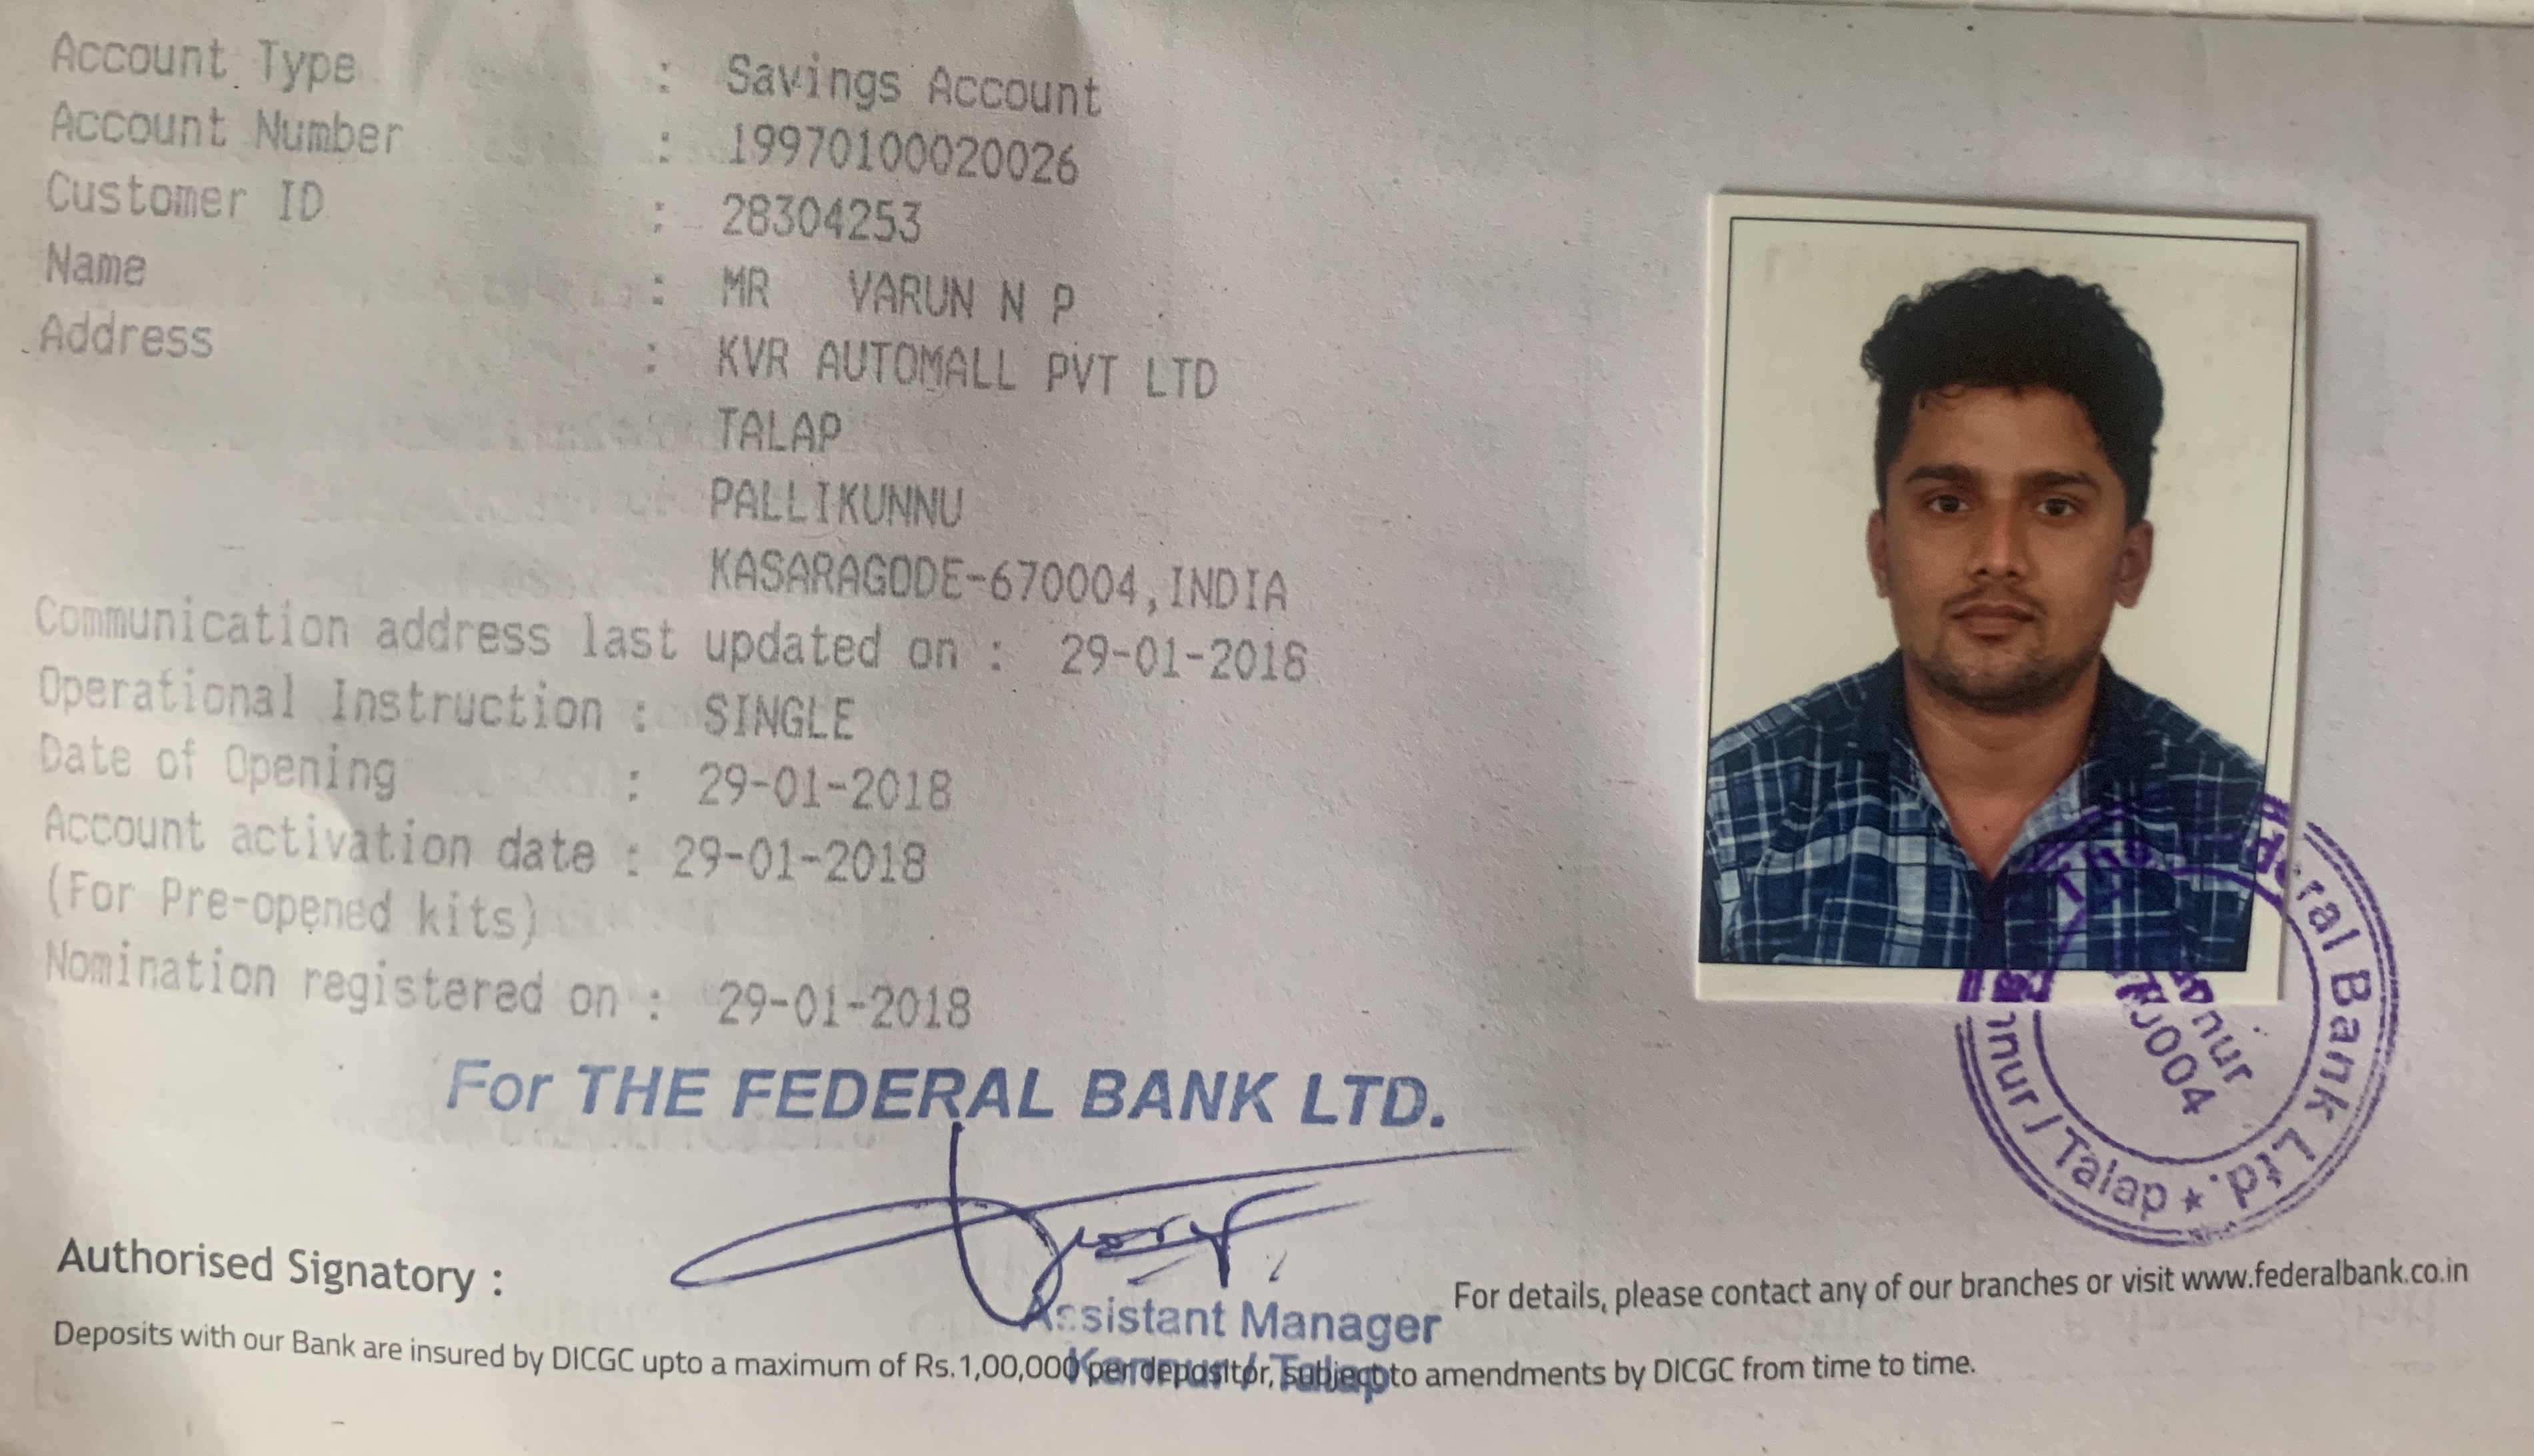 Account Type : Savings Account
Account Number : 19970100020026
Customer ID : 28304253
Name : MR VARUN N P
Address : KVR AUTOMALL PVT LTD
TALAP
PALLIKUNNU
KASARAGODE-670004,INDIA
Communication address last updated on : 29-01-2018
Operational Instruction : SINGLE
Date of Opening : 29-01-2018
Account activation date : 29-01-2018
(For Pre-opened kits)
Nomination registered on : 29-01-2018
For THE FEDERAL BANK LTD.
Authorised Signatory :
Assistant Manager
Kannur / Talap
For details, please contact any of our branches or visit www.federalbank.co.in
Deposits with our Bank are insured by DICGC upto a maximum of Rs.1,00,000 per depositor, subject to amendments by DICGC from time to time.
The Federal Bank Ltd. ★ Kannur / Talap
Kannur
670004